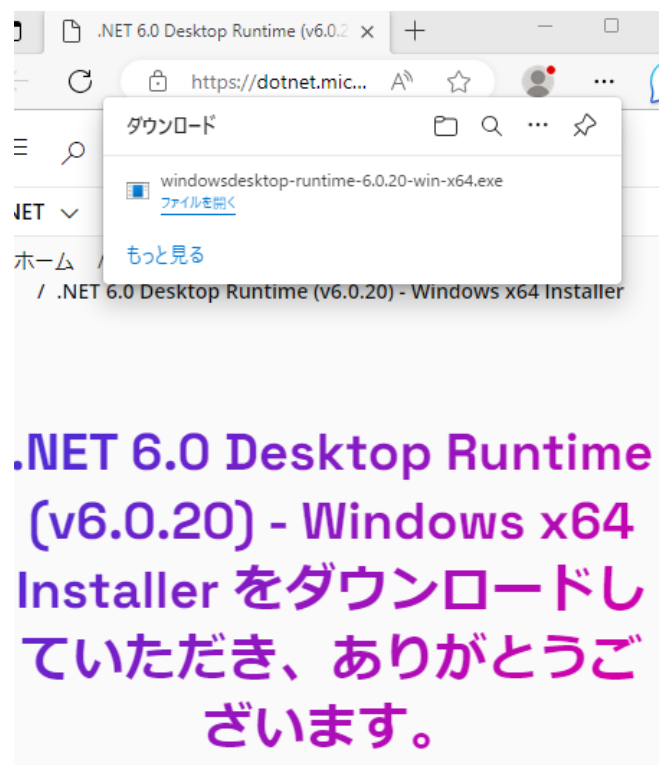 .NET 6.0 Desktop Runtime (v6.0.2
https://dotnet.mic...
ダウンロード
windowsdesktop-runtime-6.0.20-win-x64.exe
ファイルを開く
もっと見る
NET
ホーム /
/ .NET 6.0 Desktop Runtime (v6.0.20) - Windows x64 Installer
.NET 6.0 Desktop Runtime
(v6.0.20) - Windows x64
Installer をダウンロードし
ていただき、ありがとうご
ざいます。